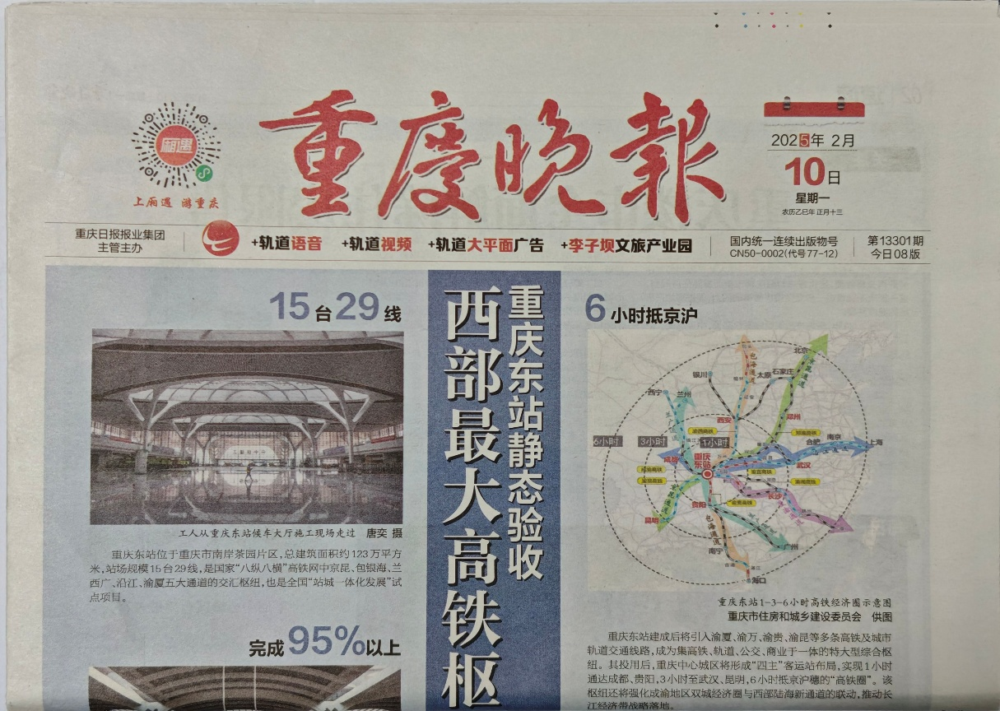 厢遇
上厢遇 游重庆
重庆晚报
2025年 2月
10日
星期一
农历乙巳年 正月十三
重庆日报报业集团
主管主办
+轨道语音 +轨道视频 +轨道大平面广告 +李子坝文旅产业园
国内统一连续出版物号
CN50-0002(代号77-12)
第13301期
今日08版
15台29线
工人从重庆东站候车大厅施工现场走过 唐奕 摄
重庆东站位于重庆市南岸茶园片区,总建筑面积约123万平方
米,站场规模15台29线,是国家“八纵八横”高铁网中京昆、包银海、兰
西广、沿江、渝厦五大通道的交汇枢纽,也是全国“站城一体化发展”试
点项目。
完成95%以上
重庆东站静态验收
西部最大高铁枢
6小时抵京沪
北京
银川
太原
石家庄
包海通道
西宁
兰州
西安
郑州
南京
合肥
上海
6小时
3小时
1小时
成都
重庆
东站
武汉
贵阳
长沙
昆明
包海通道
南宁
广州
湛江
海口
重庆东站1-3-6小时高铁经济圈示意图
重庆市住房和城乡建设委员会 供图
重庆东站建成后将引入渝厦、渝万、渝贵、渝昆等多条高铁及城市
轨道交通线路,成为集高铁、轨道、公交、商业于一体的特大型综合枢
纽。其投用后,重庆中心城区将形成“四主”客运站布局,实现1小时
通达成都、贵阳,3小时至武汉、昆明,6小时抵京沪穗的“高铁圈”。该
枢纽还将强化成渝地区双城经济圈与西部陆海新通道的联动,推动长
江经济带战略落地。